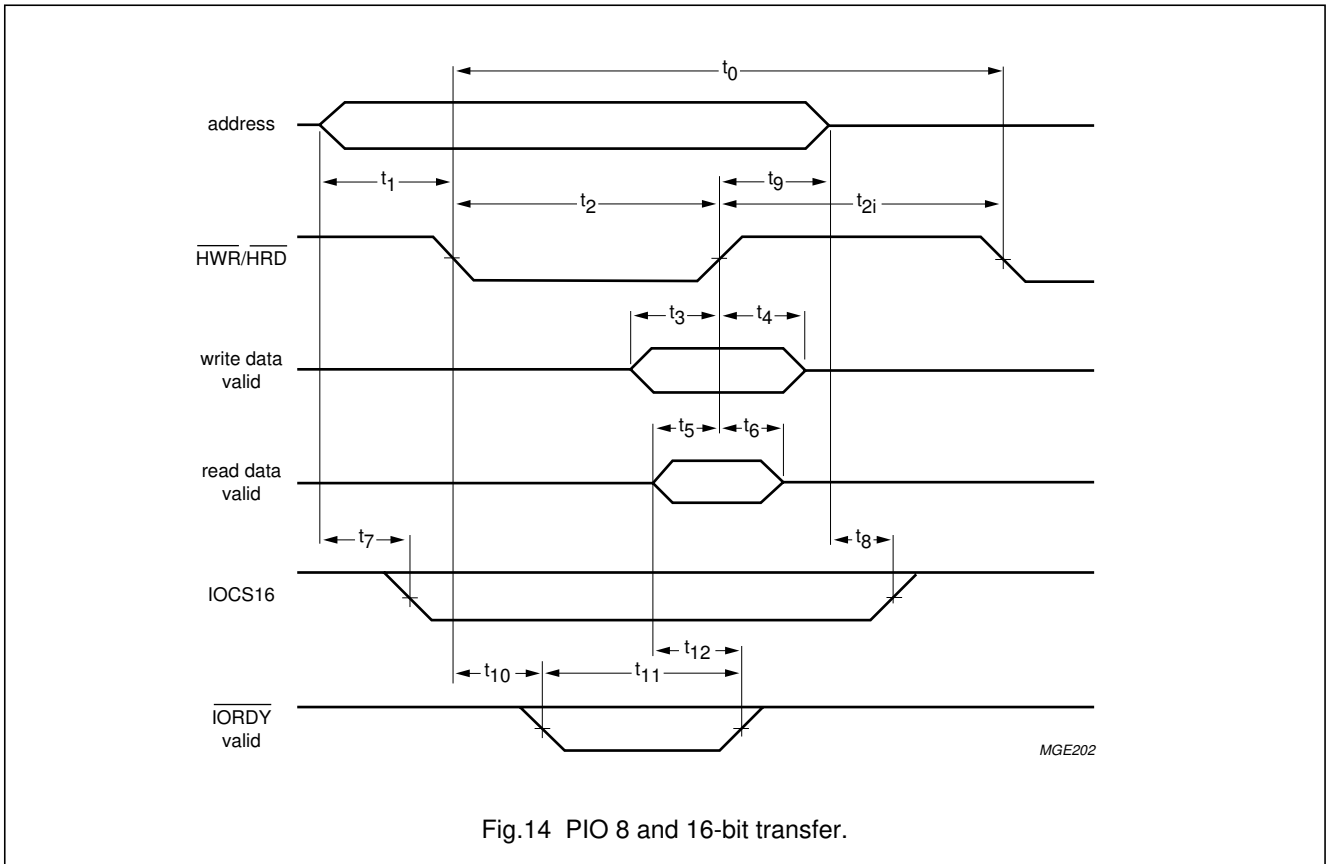 t0
address
t1
t9
t2
t2i
HWR/HRD
t3
t4
write data
valid
t5
t6
read data
valid
t7
t8
IOCS16
t12
t10
t11
IORDY
valid
MGE202
Fig.14 PIO 8 and 16-bit transfer.